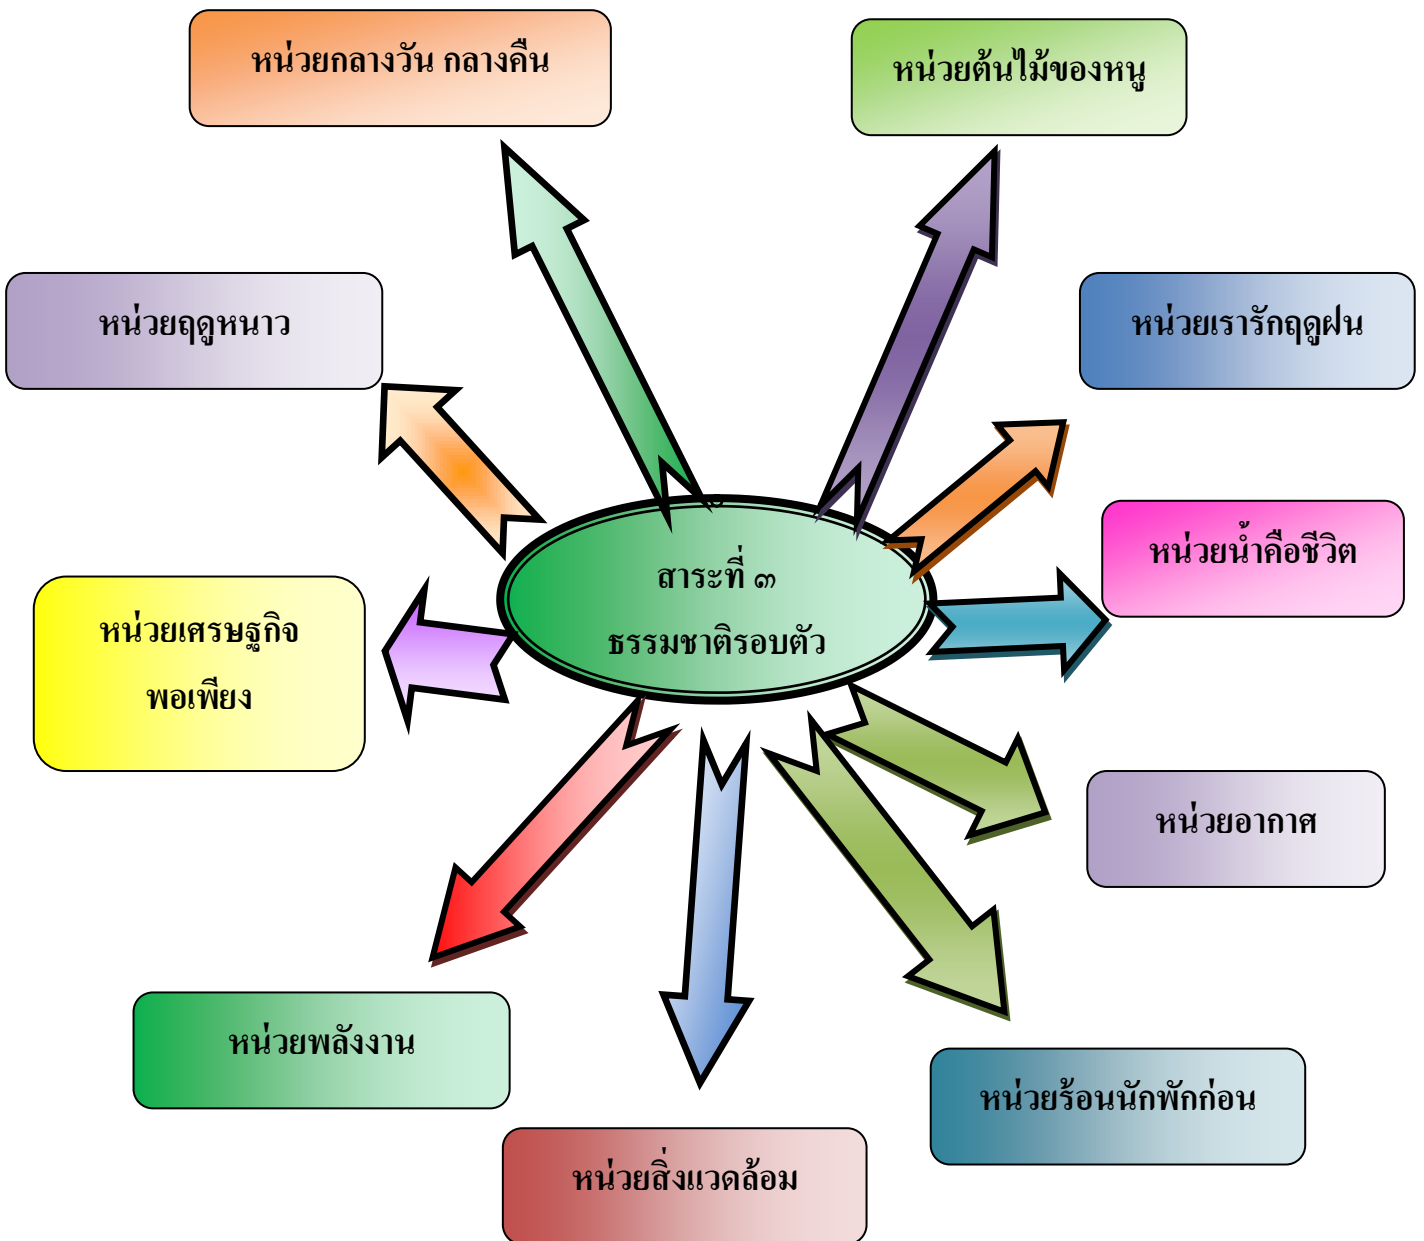 หน่วยกลางวัน กลางคืน
หน่วยต้นไม้ของหนู
หน่วยฤดูหนาว
หน่วยเรารักฤดูฝน
หน่วยน้ำคือชีวิต
สาระที่ ๓
ธรรมชาติรอบตัว
หน่วยเศรษฐกิจ
พอเพียง
หน่วยอากาศ
หน่วยพลังงาน
หน่วยร้อนนักพักก่อน
หน่วยสิ่งแวดล้อม